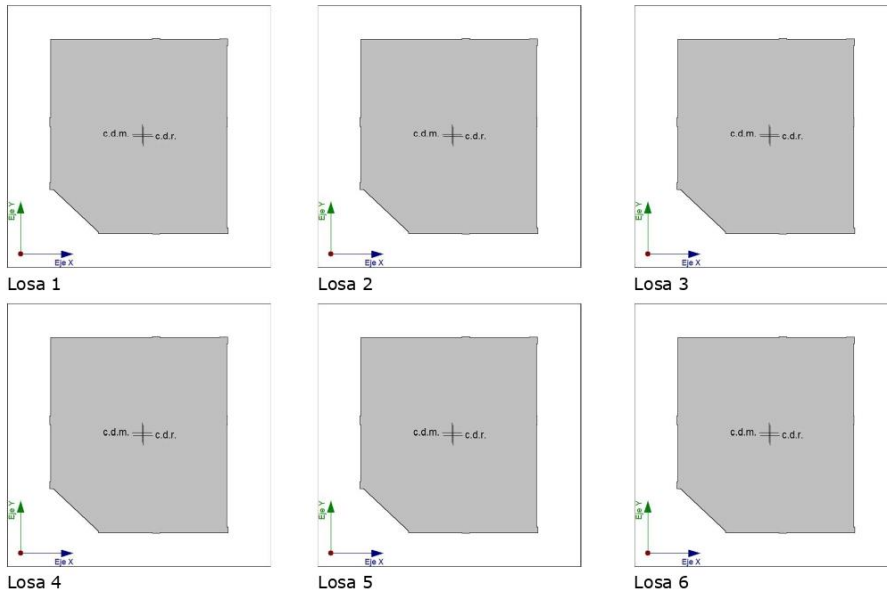 c.d.m. c.d.r. c.d.m. c.d.r. c.d.m. c.d.r.
Eje Y Eje Y Eje Y
Eje X Eje X Eje X
Losa 1 Losa 2 Losa 3
c.d.m. c.d.r. c.d.m. c.d.r. c.d.m. c.d.r.
Eje Y Eje Y Eje Y
Eje X Eje X Eje X
Losa 4 Losa 5 Losa 6